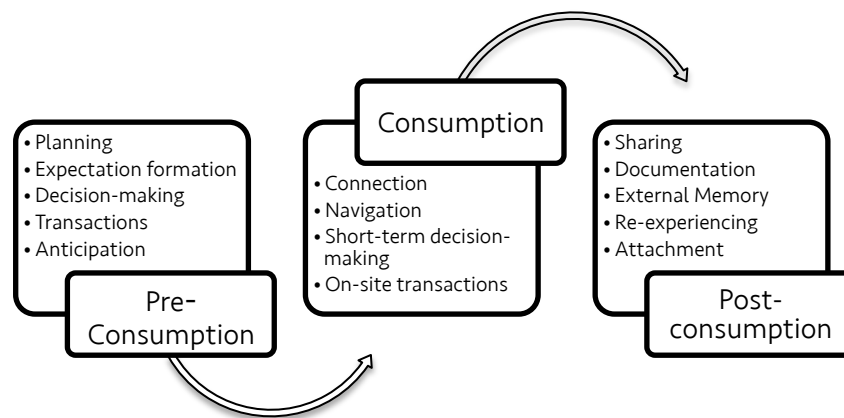 • Planning
• Expectation formation
• Decision-making
• Transactions
• Anticipation
Pre-
Consumption
Consumption
• Connection
• Navigation
• Short-term decision-
making
• On-site transactions
• Sharing
• Documentation
• External Memory
• Re-experiencing
• Attachment
Post-
consumption